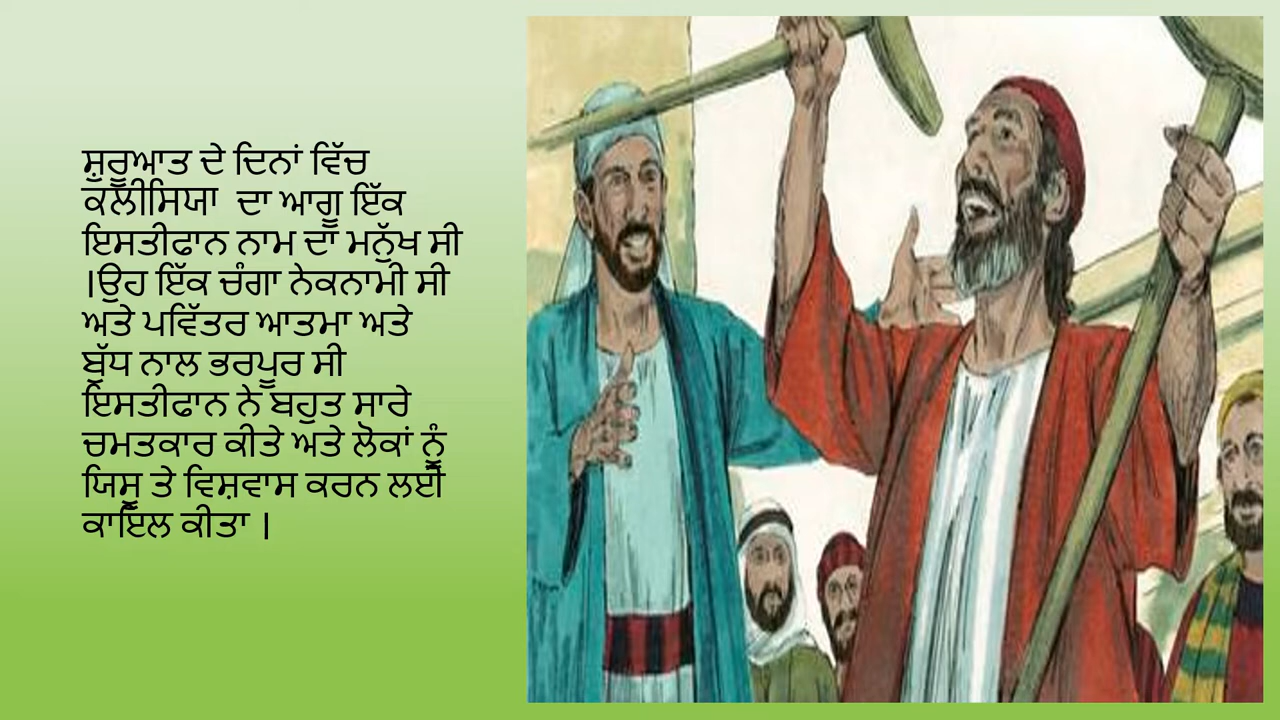 ਸ਼ੁਰੂਆਤ ਦੇ ਦਿਨਾਂ ਵਿੱਚ
ਕਲੀਸਿਯਾ  ਦਾ ਆਗੂ ਇੱਕ
ਇਸਤੀਫਾਨ ਨਾਮ ਦਾ ਮਨੁੱਖ ਸੀ
।ਉਹ ਇੱਕ ਚੰਗਾ ਨੇਕਨਾਮੀ ਸੀ
ਅਤੇ ਪਵਿੱਤਰ ਆਤਮਾ ਅਤੇ
ਬੁੱਧ ਨਾਲ ਭਰਪੂਰ ਸੀ
ਇਸਤੀਫਾਨ ਨੇ ਬਹੁਤ ਸਾਰੇ
ਚਮਤਕਾਰ ਕੀਤੇ ਅਤੇ ਲੋਕਾਂ ਨੂੰ
ਯਿਸੂ ਤੇ ਵਿਸ਼ਵਾਸ ਕਰਨ ਲਈ
ਕਾਇਲ ਕੀਤਾ ।